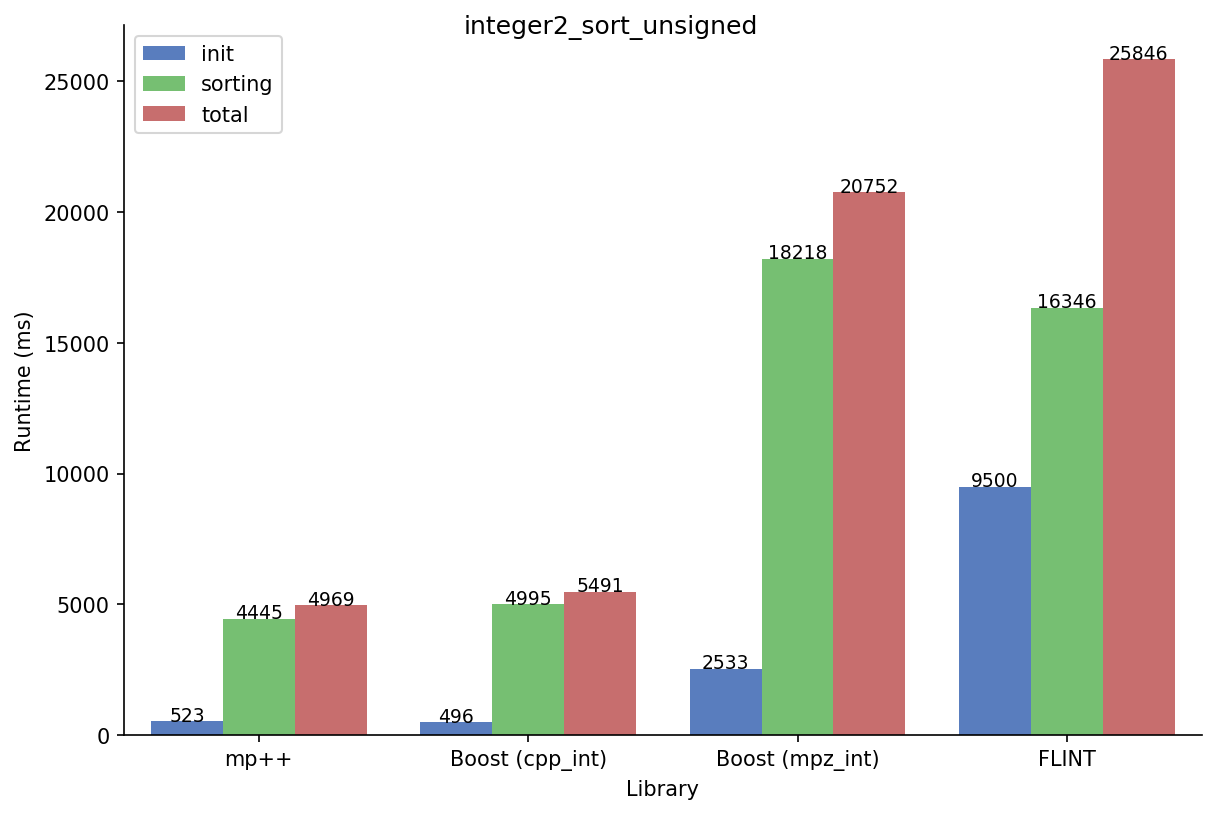 integer2_sort_unsigned
init
sorting
total
25000
20000
15000
10000
5000
0
Runtime (ms)
523
4445
4969
496
4995
5491
2533
18218
20752
9500
16346
25846
mp++
Boost (cpp_int)
Boost (mpz_int)
FLINT
Library